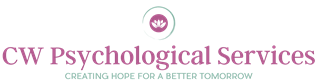 CW Psychological Services
CREATING HOPE FOR A BETTER TOMORROW